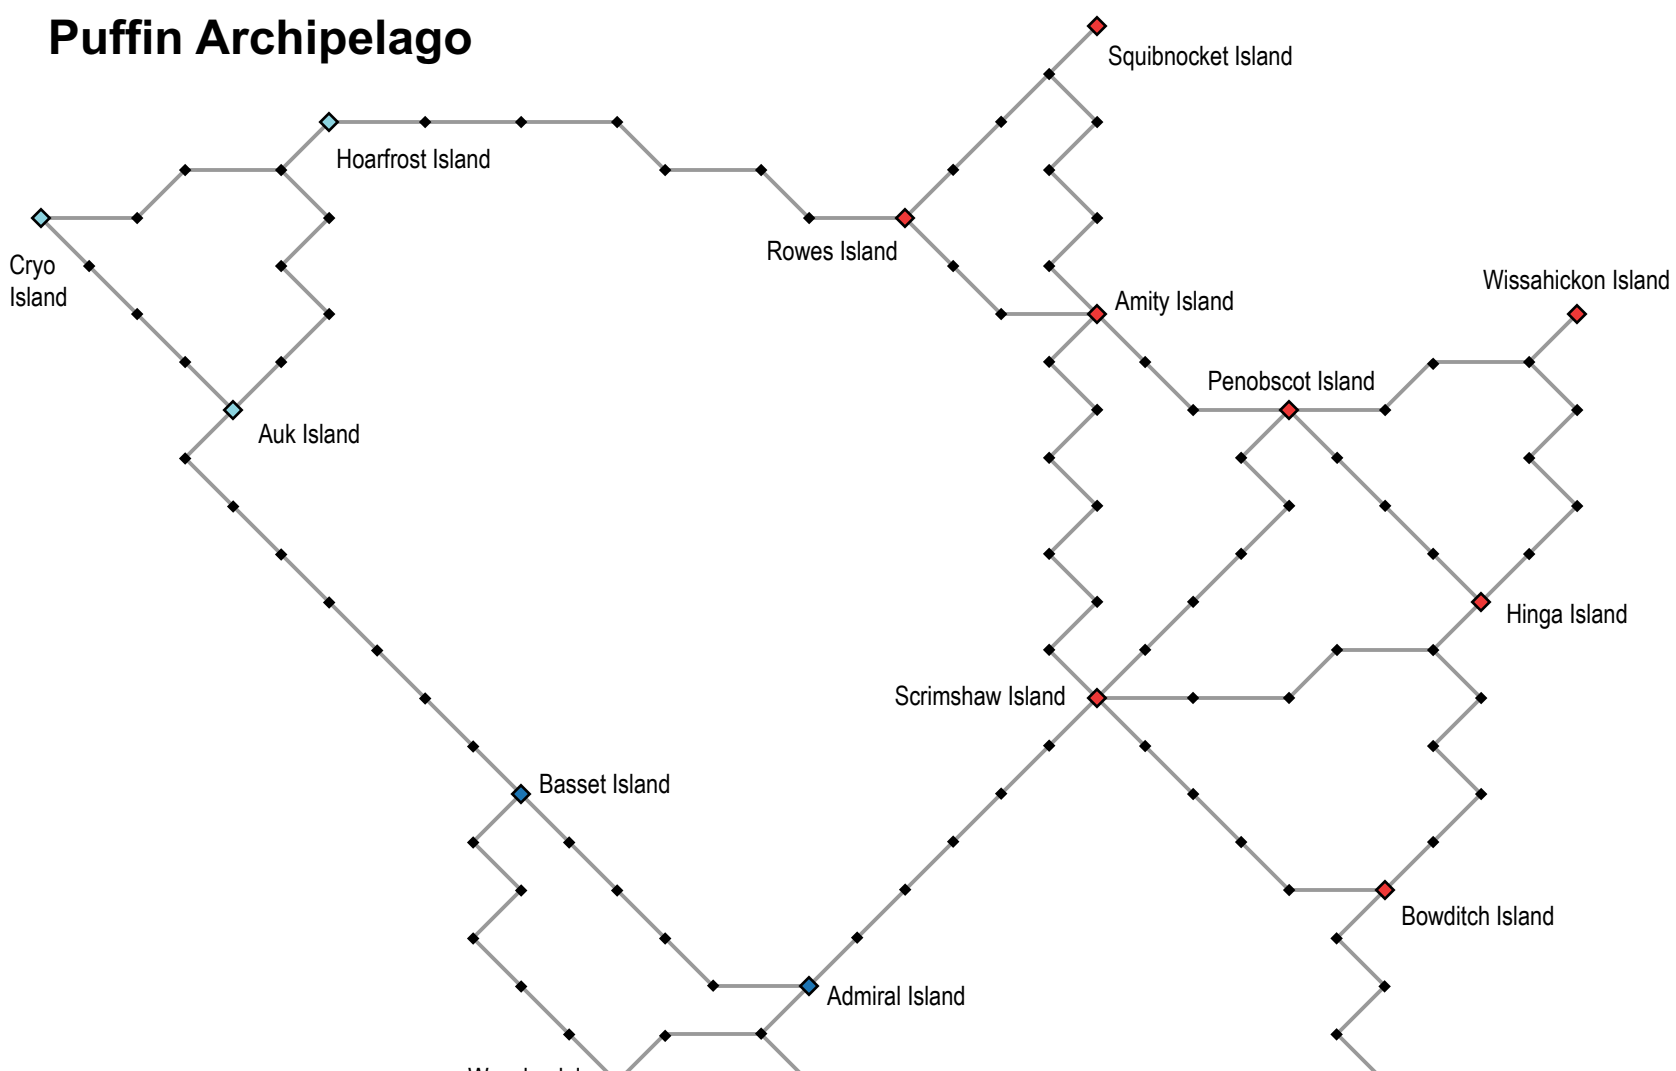 Puffin Archipelago
Squibnocket Island
Hoarfrost Island
Rowes Island
Cryo
Island
Amity Island
Wissahickon Island
Penobscot Island
Auk Island
Hinga Island
Scrimshaw Island
Basset Island
Bowditch Island
Admiral Island